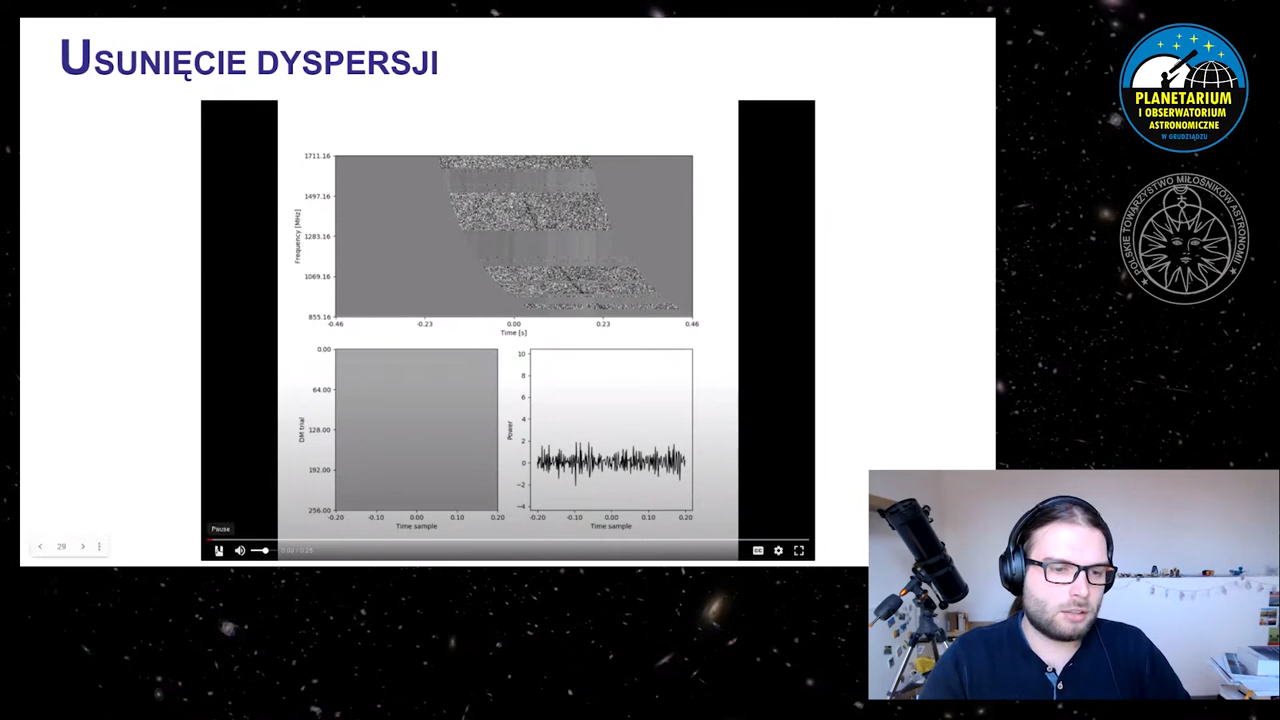 USUNIĘCIE DYSPERSJI
PLANETARIUM
I OBSERWATORIUM
ASTRONOMICZNE
W GRUDZIĄDZU
POLSKIE TOWARZYSTWO MIŁOŚNIKÓW ASTRONOMII
Frequency [MHz]
1711.16
1497.16
1283.16
1069.16
855.16
-0.46 -0.23 0.00 0.23 0.46
Time [s]
DM trial
0.00
64.00
128.00
192.00
256.00
-0.20 -0.10 0.00 0.10 0.20
Time sample
Power
10
8
6
4
2
0
−2
−4
-0.20 -0.10 0.00 0.10 0.20
Time sample
Pause
CC
29